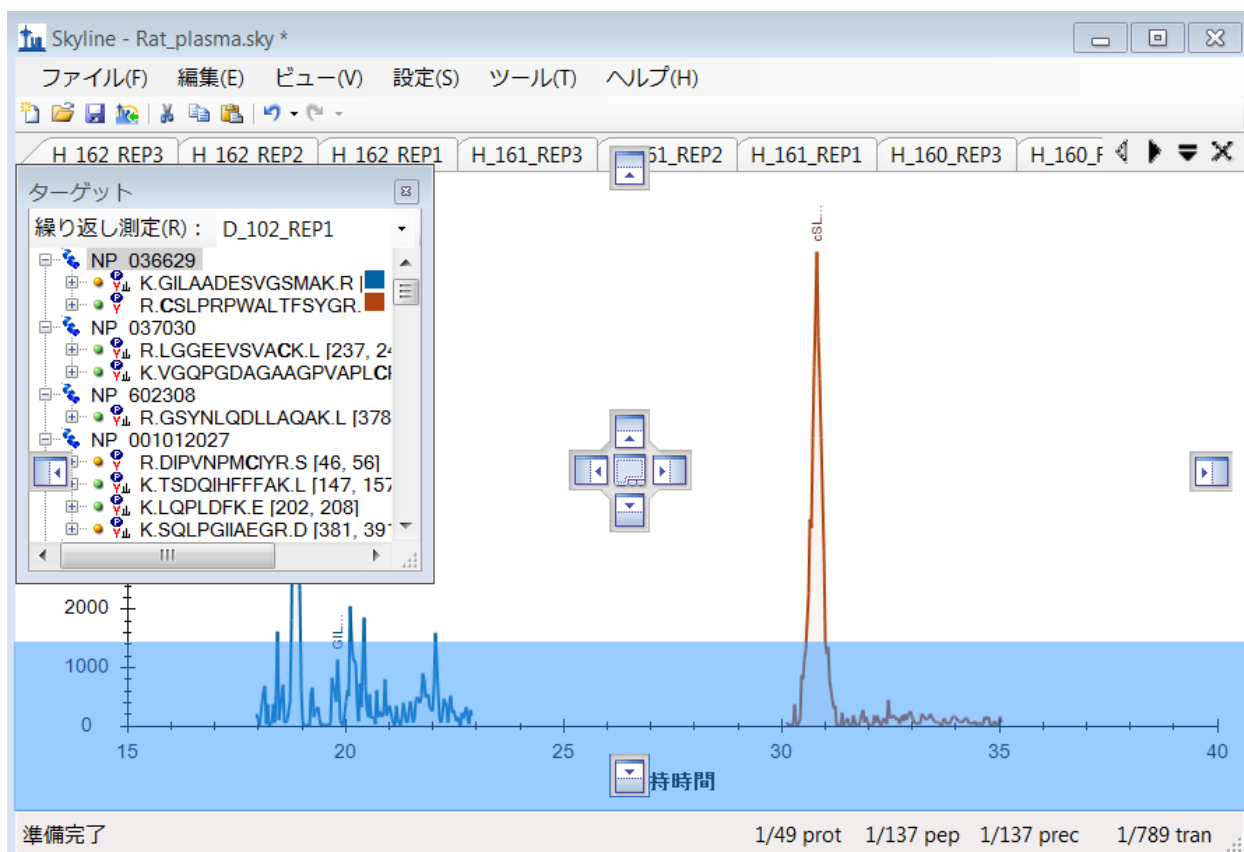 Skyline - Rat_plasma.sky *
ファイル(F) 編集(E) ビュー(V) 設定(S) ツール(T) ヘルプ(H)
H_162_REP3 H_162_REP2 H_162_REP1 H_161_REP3 61_REP2 H_161_REP1 H_160_REP3 H_160_F
ターゲット
繰り返し測定(R)： D_102_REP1
NP_036629
K.GILAADESVGSMAK.R [
R.CSLPRPWALTFSYGR.
NP_037030
R.LGGEEVSVACK.L [237, 24
K.VGQPGDAGAAGPVAPLC
NP_602308
R.GSYNLQDLLAQAK.L [378
NP_001012027
R.DIPVNPMCIYR.S [46, 56]
K.TSDQIHFFFAK.L [147, 157
K.LQPLDFK.E [202, 208]
K.SQLPGIIAEGR.D [381, 391
cSL...
GIL...
2000
1000
0
15 20 25 30 35 40
持時間
準備完了 1/49 prot 1/137 pep 1/137 prec 1/789 tran